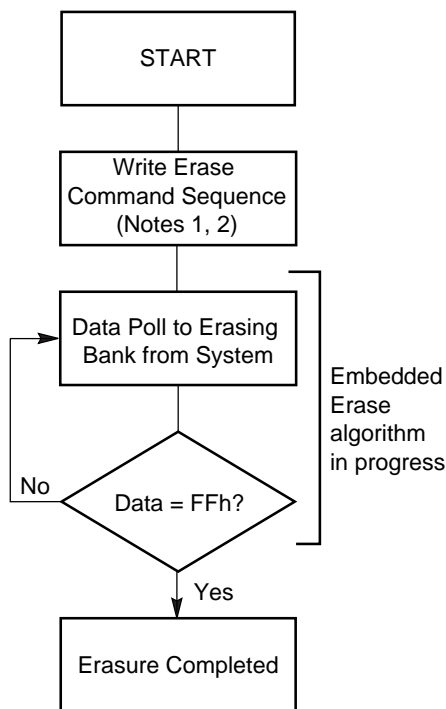 START
Write Erase
Command Sequence
(Notes 1, 2)
Data Poll to Erasing
Bank from System
Embedded
Erase
algorithm
in progress
No
Data = FFh?
Yes
Erasure Completed